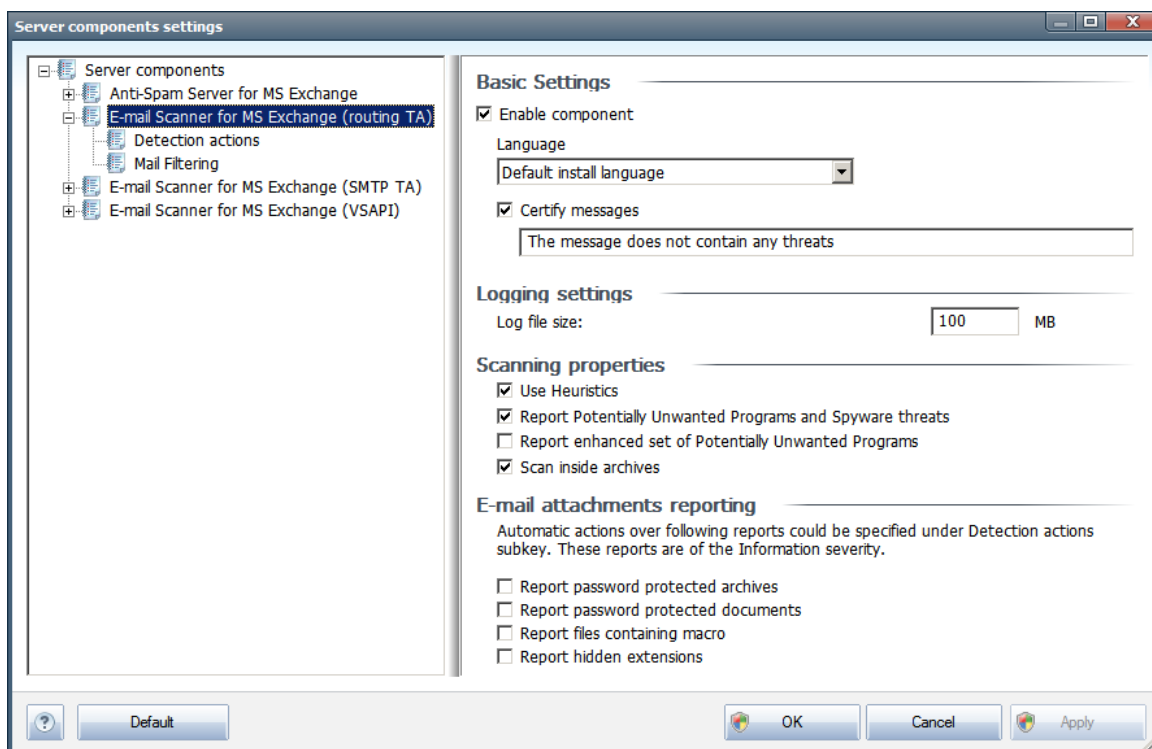 Server components settings
Server components
Anti-Spam Server for MS Exchange
E-mail Scanner for MS Exchange (routing TA)
Detection actions
Mail Filtering
E-mail Scanner for MS Exchange (SMTP TA)
E-mail Scanner for MS Exchange (VSAPI)
Basic Settings
Enable component
Language
Default install language
Certify messages
The message does not contain any threats
Logging settings
Log file size: 100 MB
Scanning properties
Use Heuristics
Report Potentially Unwanted Programs and Spyware threats
Report enhanced set of Potentially Unwanted Programs
Scan inside archives
E-mail attachments reporting
Automatic actions over following reports could be specified under Detection actions
subkey. These reports are of the Information severity.
Report password protected archives
Report password protected documents
Report files containing macro
Report hidden extensions
? Default OK Cancel Apply